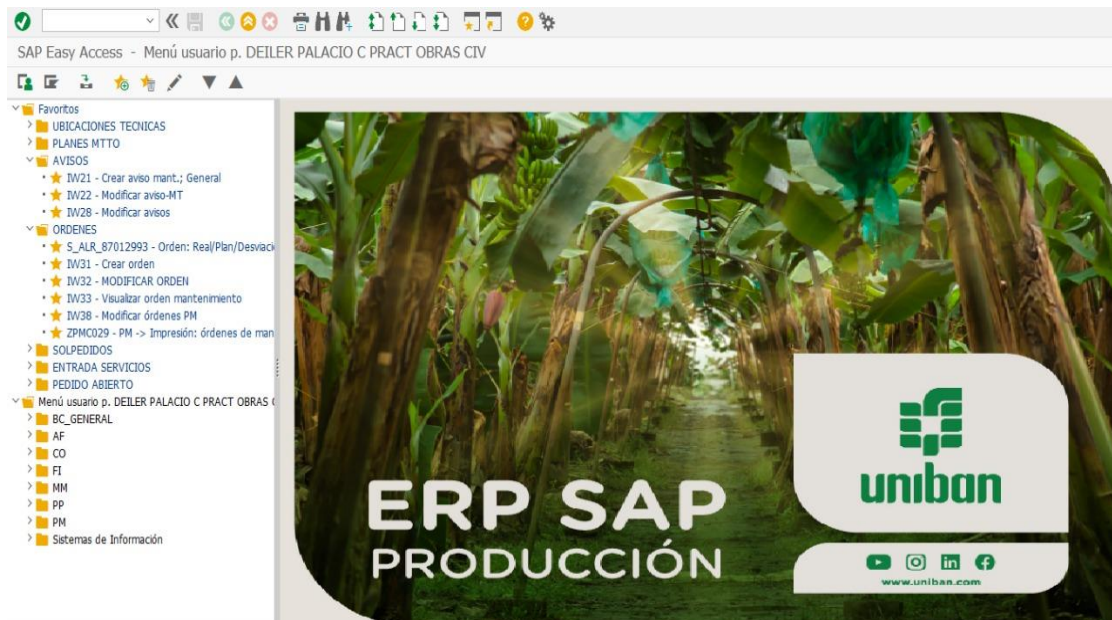 SAP Easy Access - Menú usuario p. DEILER PALACIO C PRACT OBRAS CIV
Favoritos
UBICACIONES TECNICAS
PLANES MTTO
AVISOS
IW21 - Crear aviso mant.; General
IW22 - Modificar aviso-MT
IW28 - Modificar avisos
ORDENES
S_ALR_87012993 - Orden: Real/Plan/Desviaci
IW31 - Crear orden
IW32 - MODIFICAR ORDEN
IW33 - Visualizar orden mantenimiento
IW38 - Modificar órdenes PM
ZPMC029 - PM -> Impresión: órdenes de man
SOLPEDIDOS
ENTRADA SERVICIOS
PEDIDO ABIERTO
Menú usuario p. DEILER PALACIO C PRACT OBRAS
BC_GENERAL
AF
CO
FI
MM
PP
PM
Sistemas de Información
ERP SAP
PRODUCCIÓN
uniban
www.uniban.com